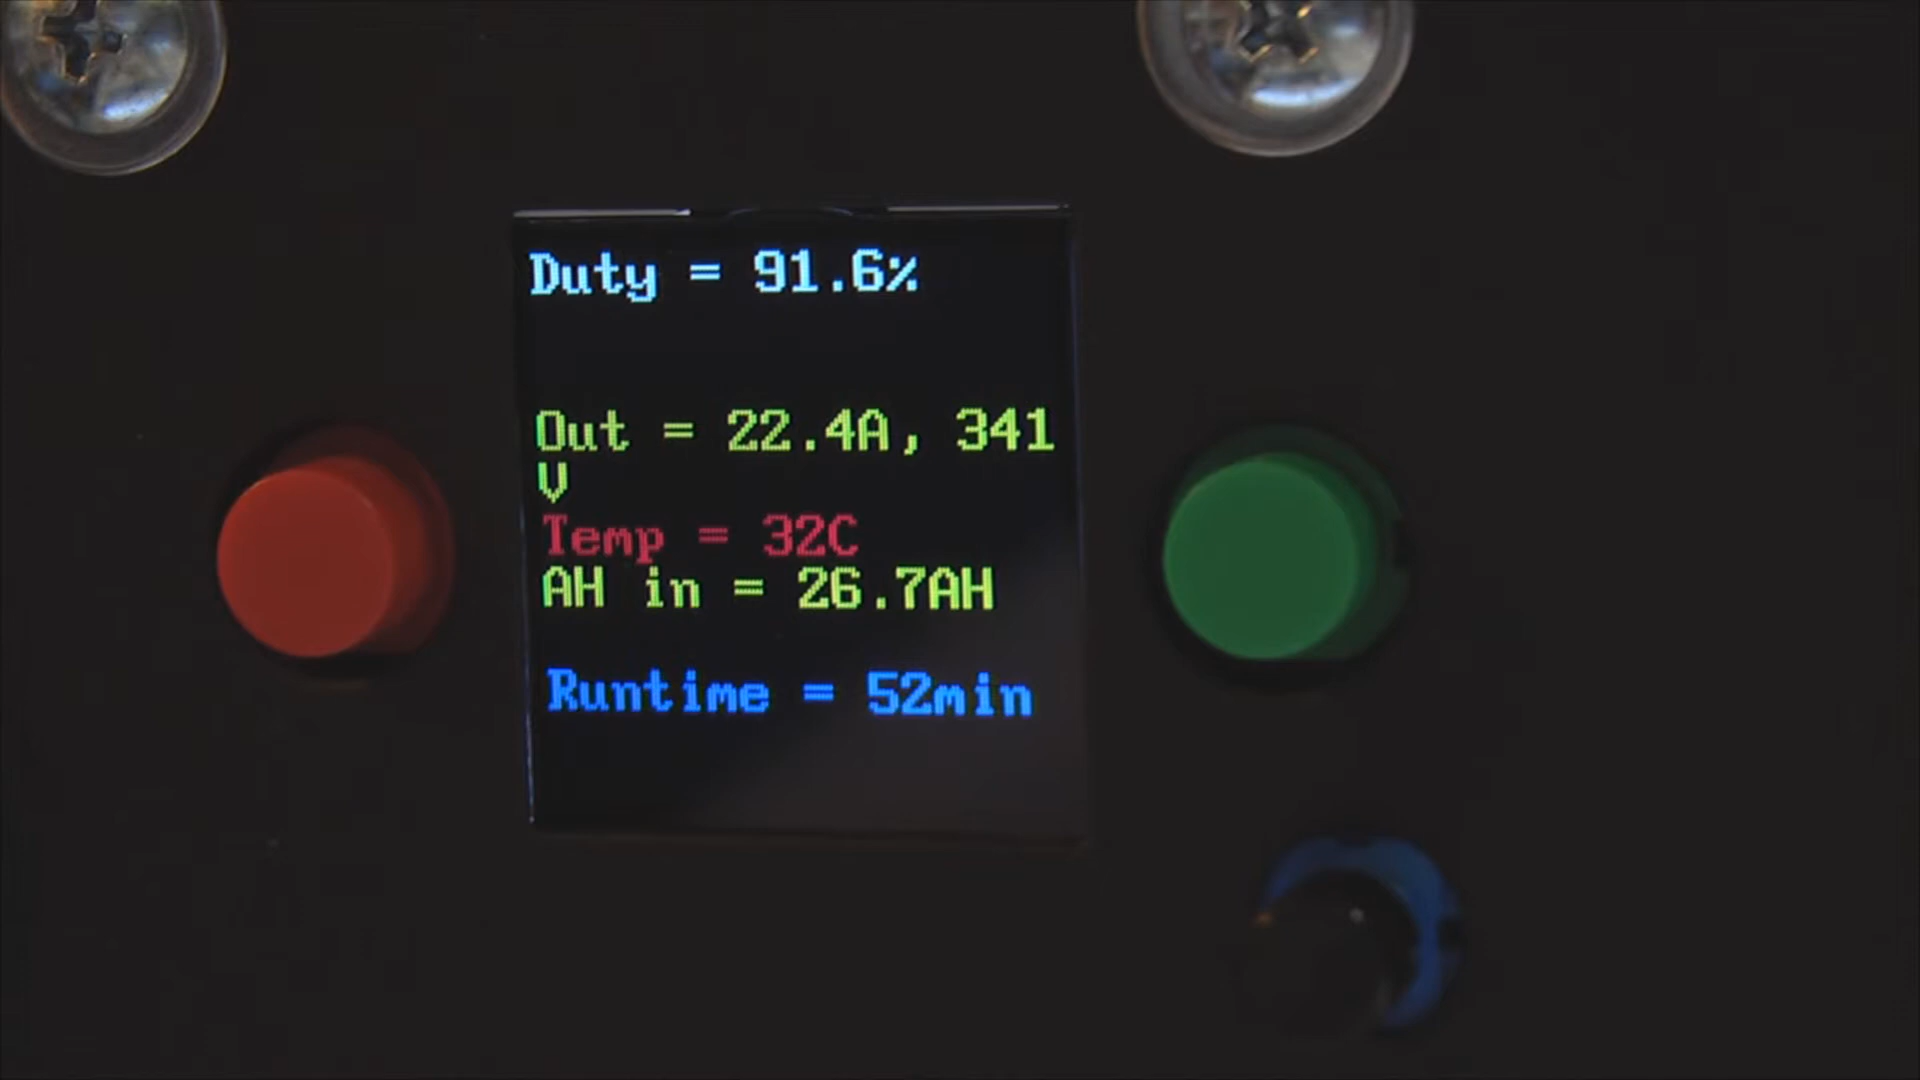 Duty = 91.6%
Out = 22.4A, 341
V
Temp = 32C
AH in = 26.7AH
Runtime = 52min